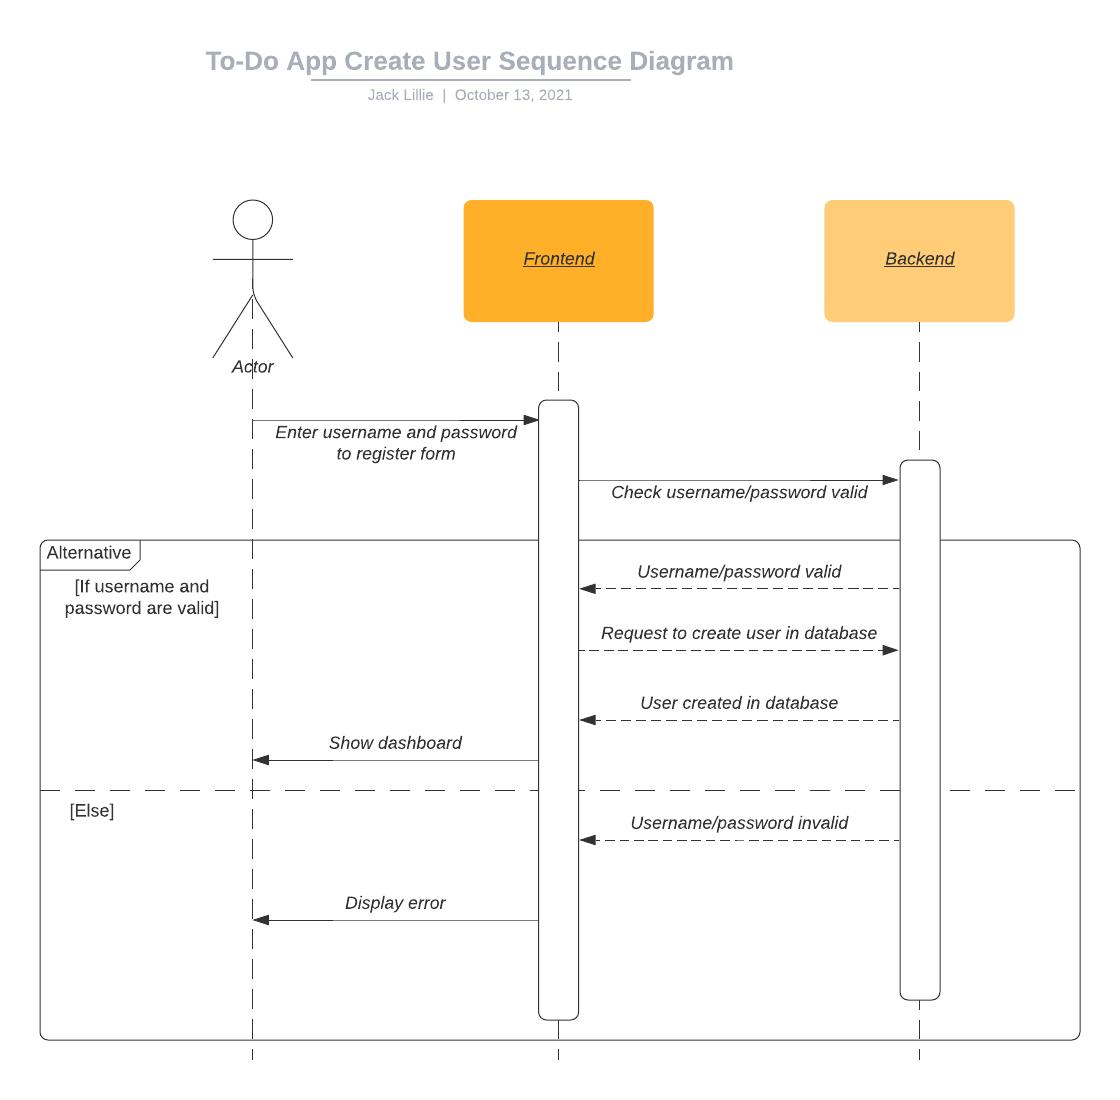 To-Do App Create User Sequence Diagram
Jack Lillie | October 13, 2021
Frontend
Backend
Actor
Enter username and password
to register form
Check username/password valid
Alternative
[If username and
password are valid]
Username/password valid
Request to create user in database
User created in database
Show dashboard
[Else]
Username/password invalid
Display error